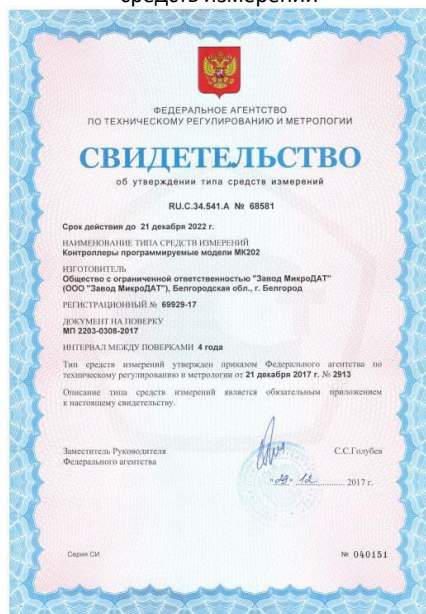 средств измерений
ФЕДЕРАЛЬНОЕ АГЕНТСТВО
ПО ТЕХНИЧЕСКОМУ РЕГУЛИРОВАНИЮ И МЕТРОЛОГИИ
СВИДЕТЕЛЬСТВО
об утверждении типа средств измерений
RU.C.34.541.A № 68581
Срок действия до 21 декабря 2022 г.
НАИМЕНОВАНИЕ ТИПА СРЕДСТВ ИЗМЕРЕНИЙ
Контроллеры программируемые модели МК202
ИЗГОТОВИТЕЛЬ
Общество с ограниченной ответственностью "Завод МикроДАТ"
(ООО "Завод МикроДАТ"), Белгородская обл., г. Белгород
РЕГИСТРАЦИОННЫЙ № 69929-17
ДОКУМЕНТ НА ПОВЕРКУ
МП 2203-0308-2017
ИНТЕРВАЛ МЕЖДУ ПОВЕРКАМИ 4 года
Тип средств измерений утвержден приказом Федерального агентства по
техническому регулированию и метрологии от 21 декабря 2017 г. № 2913
Описание типа средств измерений является обязательным приложением
к настоящему свидетельству.
Заместитель Руководителя С.С.Голубев
Федерального агентства
"29" 12 2017 г.
Серия СИ № 040151